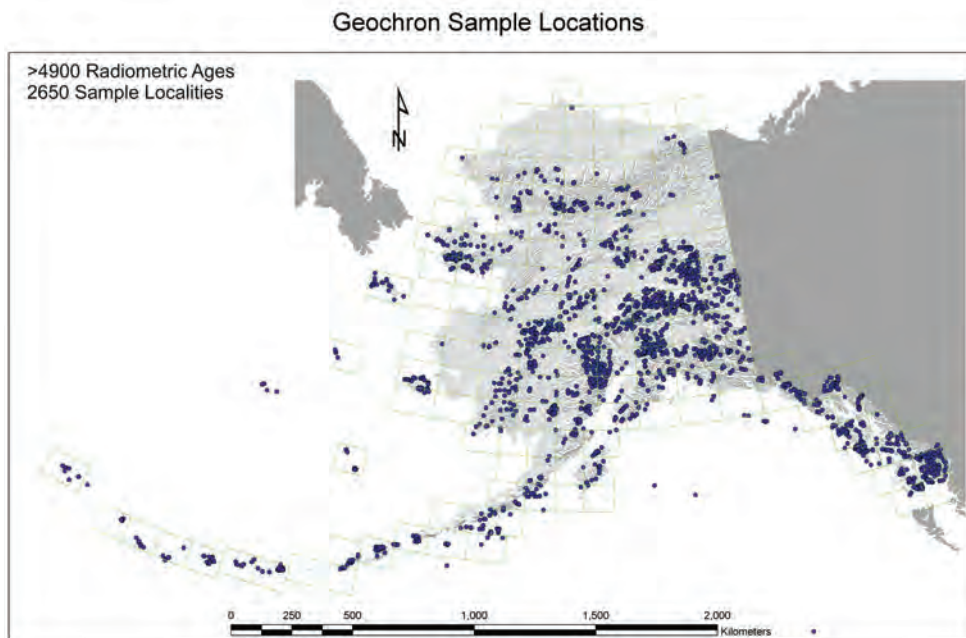 Geochron Sample Locations
>4900 Radiometric Ages
2650 Sample Localities
N
0 250 500 1,000 1,500 2,000
Kilometers